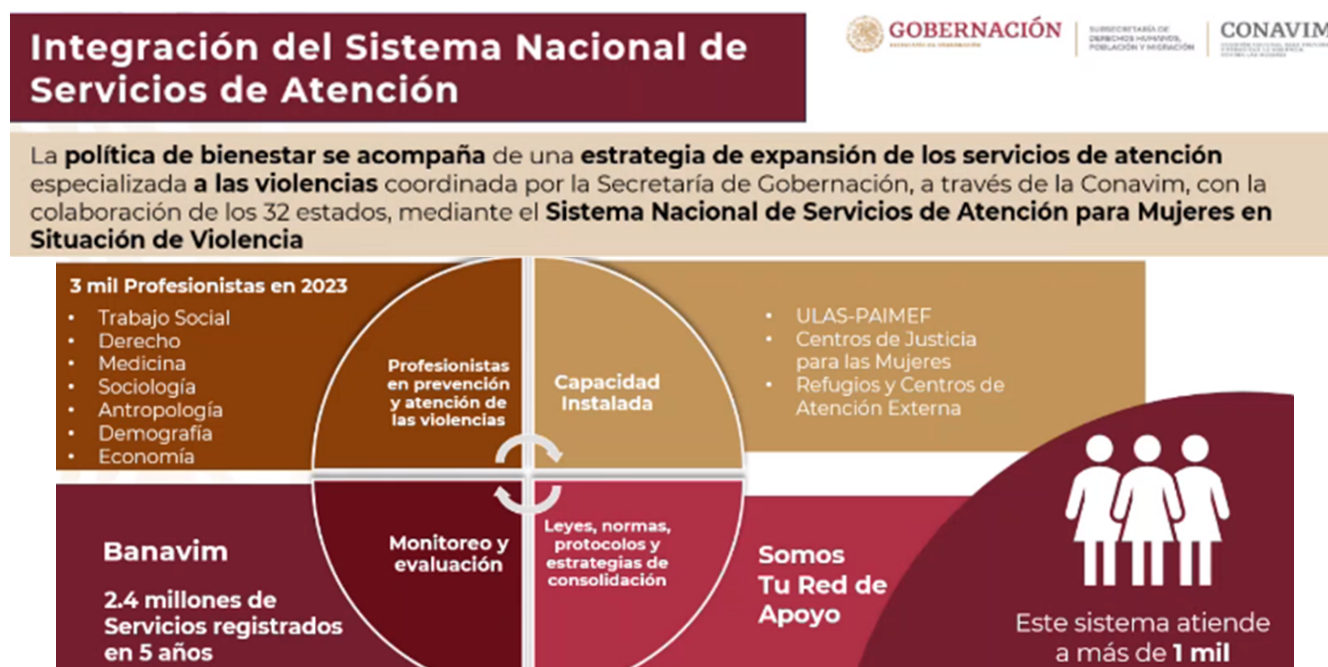 Integración del Sistema Nacional de
Servicios de Atención
GOBERNACIÓN
SUBSECRETARÍA DE
DERECHOS HUMANOS,
POBLACIÓN Y MIGRACIÓN
CONAVIM
La política de bienestar se acompaña de una estrategia de expansión de los servicios de atención
especializada a las violencias coordinada por la Secretaría de Gobernación, a través de la Conavim, con la
colaboración de los 32 estados, mediante el Sistema Nacional de Servicios de Atención para Mujeres en
Situación de Violencia
3 mil Profesionistas en 2023
• Trabajo Social
• Derecho
• Medicina
• Sociología
• Antropología
• Demografía
• Economía
Profesionistas
en prevención
y atención de
las violencias
Capacidad
Instalada
• ULAS-PAIMEF
• Centros de Justicia
para las Mujeres
• Refugios y Centros de
Atención Externa
Banavim
2.4 millones de
Servicios registrados
en 5 años
Monitoreo y
evaluación
Leyes, normas,
protocolos y
estrategias de
consolidación
Somos
Tu Red de
Apoyo
Este sistema atiende
a más de 1 mil